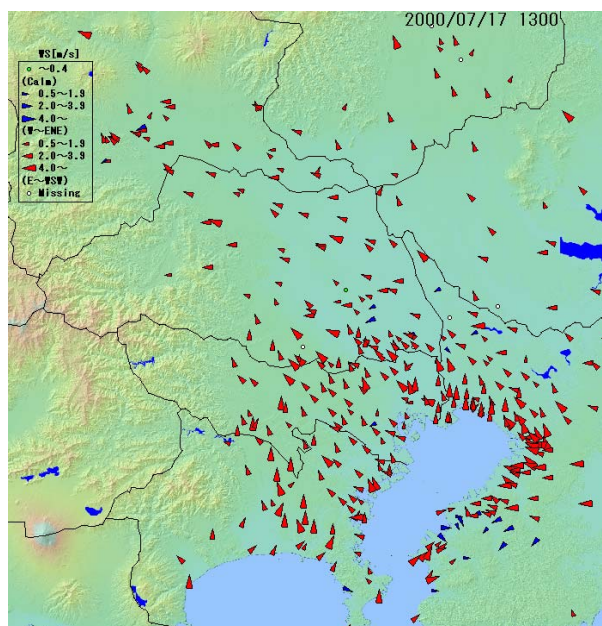 2000/07/17 1300
WS[m/s]
~0.4
(Calm)
0.5~1.9
2.0~3.9
4.0~
(W~ENE)
0.5~1.9
2.0~3.9
4.0~
(E~WSW)
Missing